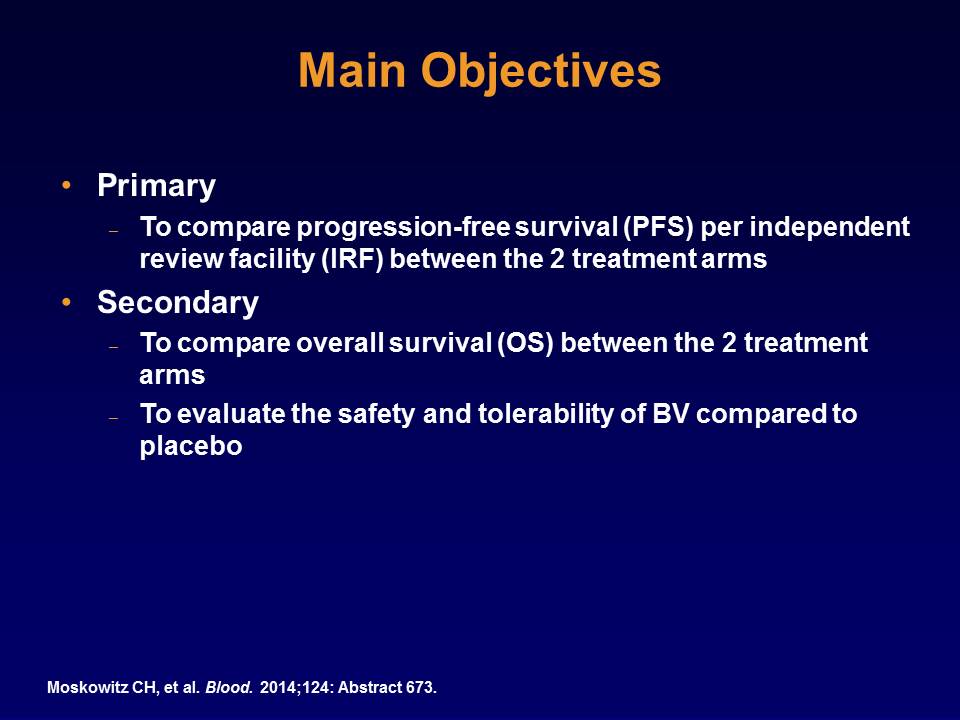 Main Objectives
• Primary
– To compare progression-free survival (PFS) per independent
review facility (IRF) between the 2 treatment arms
• Secondary
– To compare overall survival (OS) between the 2 treatment
arms
– To evaluate the safety and tolerability of BV compared to
placebo
Moskowitz CH, et al. Blood. 2014;124: Abstract 673.